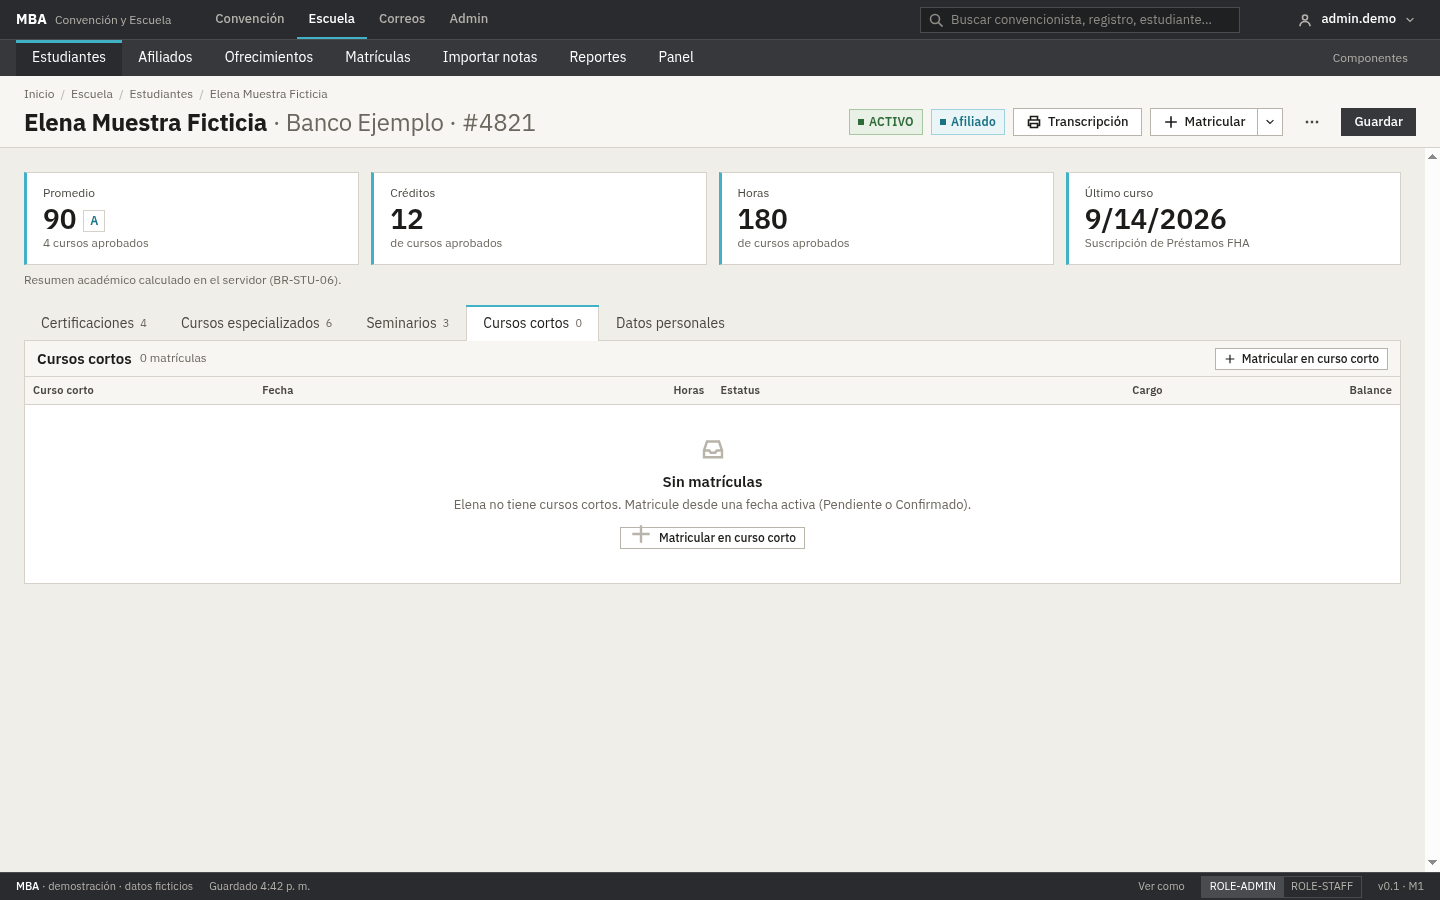 MBA Convención y Escuela Convención Escuela Correos Admin Buscar convencionista, registro, estudiante... admin.demo
Estudiantes Afiliados Ofrecimientos Matrículas Importar notas Reportes Panel Componentes
Inicio / Escuela / Estudiantes / Elena Muestra Ficticia
Elena Muestra Ficticia · Banco Ejemplo · #4821 ACTIVO Afiliado Transcripción Matricular Guardar
Promedio Créditos Horas Último curso
90 A 12 180 9/14/2026
4 cursos aprobados de cursos aprobados de cursos aprobados Suscripción de Préstamos FHA
Resumen académico calculado en el servidor (BR-STU-06).
Certificaciones 4 Cursos especializados 6 Seminarios 3 Cursos cortos 0 Datos personales
Cursos cortos 0 matrículas Matricular en curso corto
Curso corto Fecha Horas Estatus Cargo Balance
Sin matrículas
Elena no tiene cursos cortos. Matricule desde una fecha activa (Pendiente o Confirmado).
Matricular en curso corto
MBA · demostración · datos ficticios Guardado 4:42 p. m. Ver como ROLE-ADMIN ROLE-STAFF v0.1 · M1